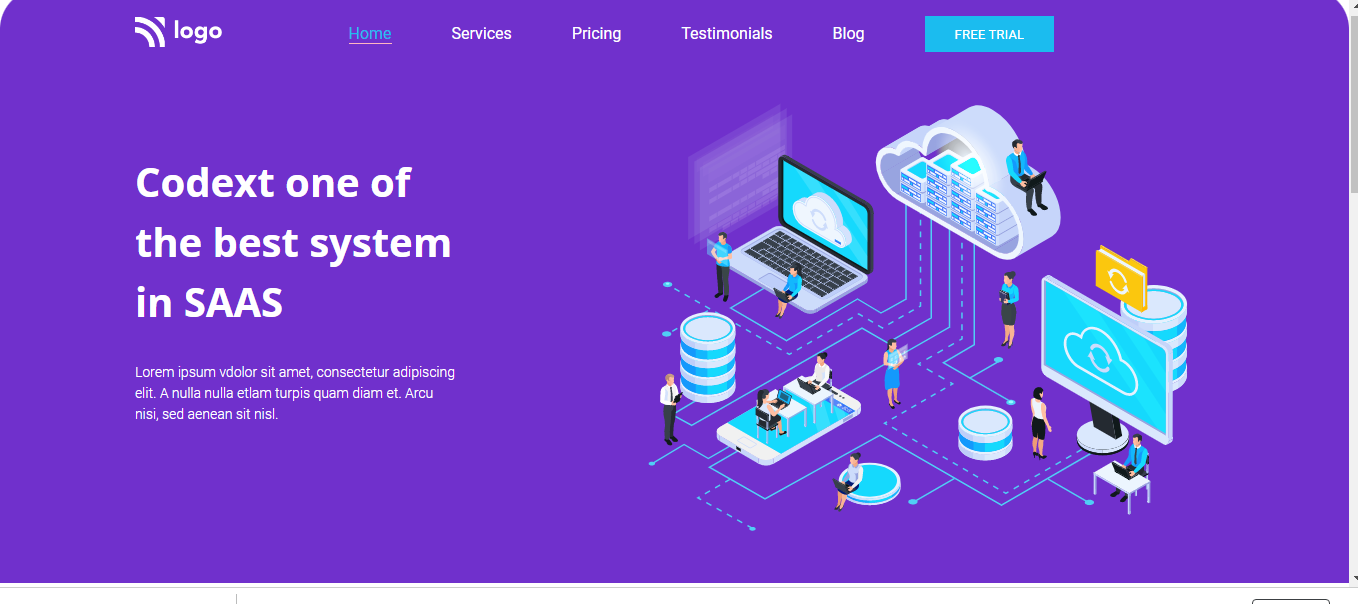 logo
Home Services Pricing Testimonials Blog FREE TRIAL
Codext one of
the best system
in SAAS
Lorem ipsum vdolor sit amet, consectetur adipiscing
elit. A nulla nulla etlam turpis quam diam et. Arcu
nisi, sed aenean sit nisl.